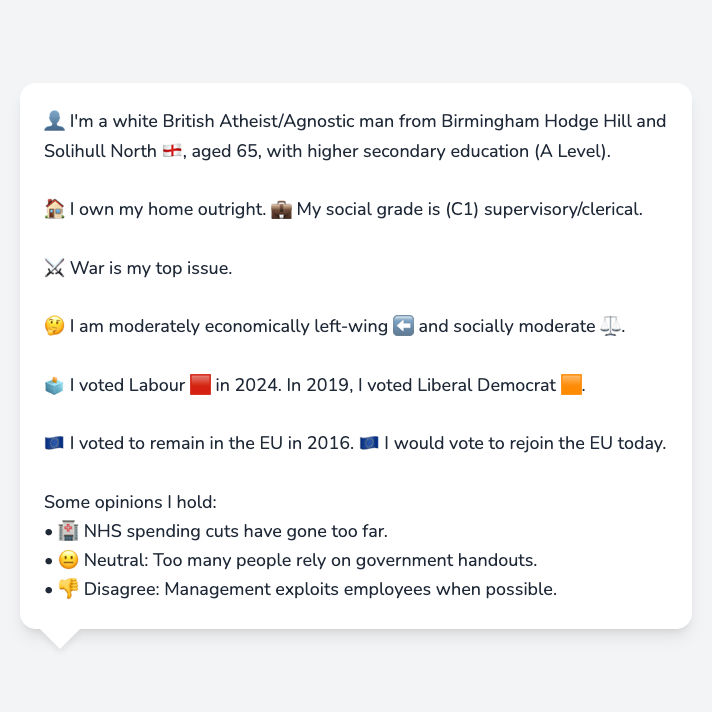 👤 I'm a white British Atheist/Agnostic man from Birmingham Hodge Hill and
Solihull North 🏴󠁧󠁢󠁥󠁮󠁧󠁿, aged 65, with higher secondary education (A Level).
🏠 I own my home outright. 💼 My social grade is (C1) supervisory/clerical.
⚔️ War is my top issue.
🤔 I am moderately economically left-wing ⬅️ and socially moderate ⚖️.
🗳️ I voted Labour 🟥 in 2024. In 2019, I voted Liberal Democrat 🟧.
🇪🇺 I voted to remain in the EU in 2016. 🇪🇺 I would vote to rejoin the EU today.
Some opinions I hold:
• 🏥 NHS spending cuts have gone too far.
• 😐 Neutral: Too many people rely on government handouts.
• 👎 Disagree: Management exploits employees when possible.